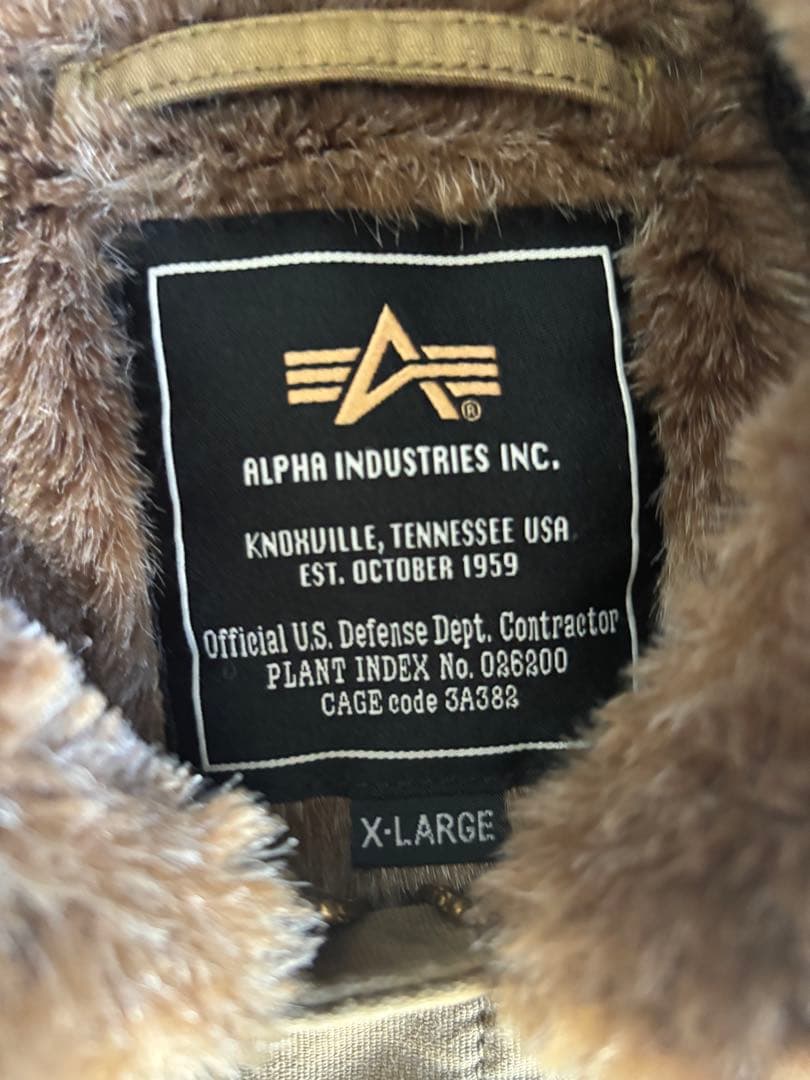 ®
ALPHA INDUSTRIES INC.
KNOXVILLE, TENNESSEE USA
EST. OCTOBER 1959
Official U.S. Defense Dept. Contractor
PLANT INDEX No. 026200
CAGE code 3A382
X·LARGE